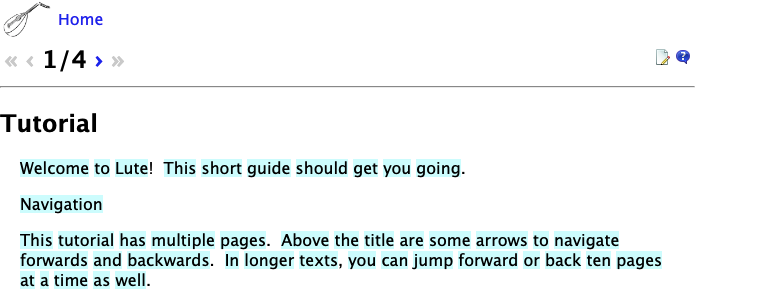 Home
« ‹ 1/4 › »
Tutorial
Welcome to Lute!  This short guide should get you going.
Navigation
This tutorial has multiple pages.  Above the title are some arrows to navigate
forwards and backwards.  In longer texts, you can jump forward or back ten pages
at a time as well.